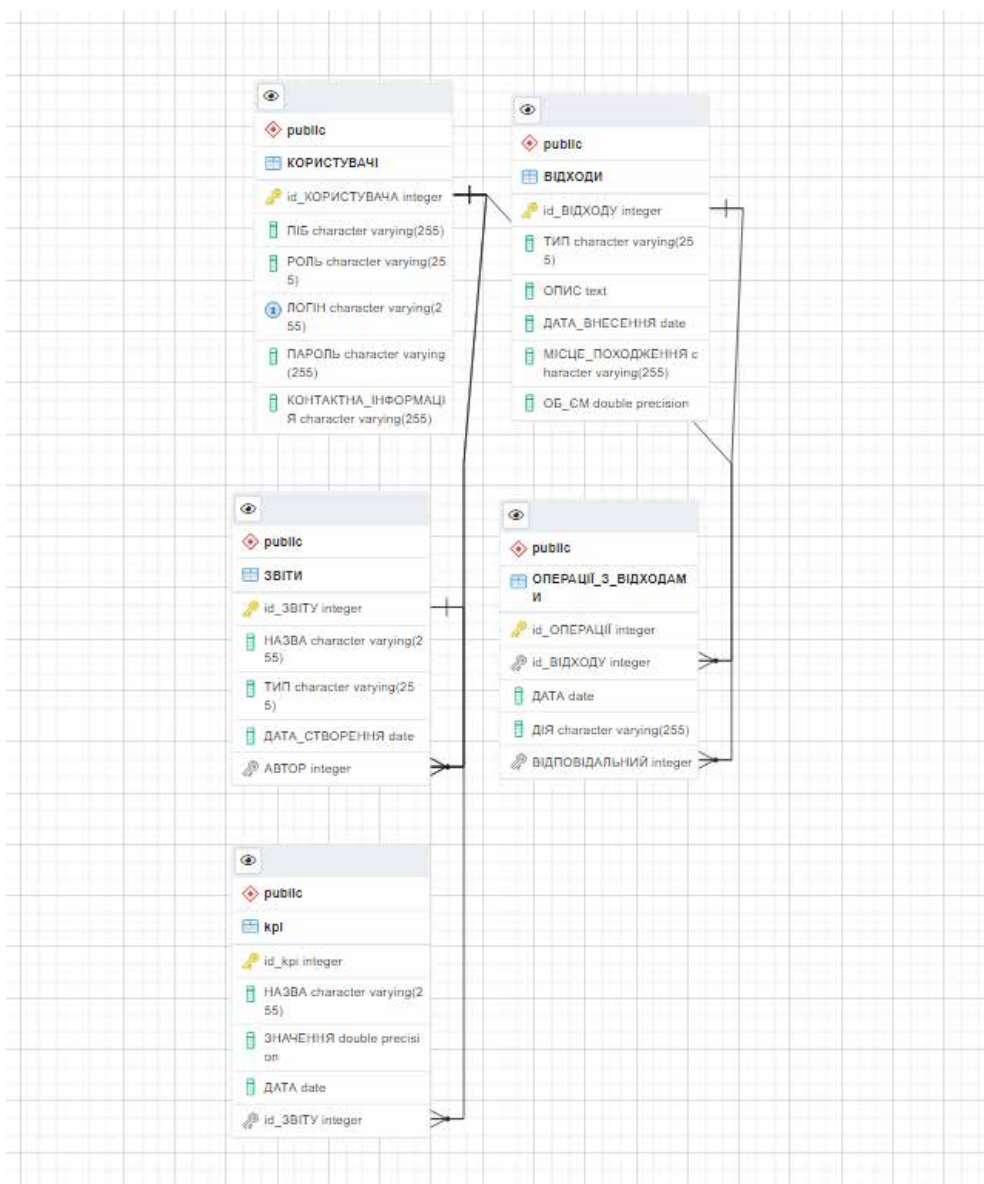 public
КОРИСТУВАЧІ
id_КОРИСТУВАЧА integer
ПІБ character varying(255)
РОЛЬ character varying(25
5)
ЛОГІН character varying(2
55)
ПАРОЛЬ character varying
(255)
КОНТАКТНА_ІНФОРМАЦІ
Я character varying(255)
public
ВІДХОДИ
id_ВІДХОДУ integer
ТИП character varying(25
5)
ОПИС text
ДАТА_ВНЕСЕННЯ date
МІСЦЕ_ПОХОДЖЕННЯ c
haracter varying(255)
ОБ_ЄМ double precision
public
ЗВІТИ
id_ЗВІТУ integer
НАЗВА character varying(2
55)
ТИП character varying(25
5)
ДАТА_СТВОРЕННЯ date
АВТОР integer
public
ОПЕРАЦІЇ_З_ВІДХОДАМ
И
id_ОПЕРАЦІЇ integer
id_ВІДХОДУ integer
ДАТА date
ДІЯ character varying(255)
ВІДПОВІДАЛЬНИЙ integer
public
kpi
id_kpi integer
НАЗВА character varying(2
55)
ЗНАЧЕННЯ double precisi
on
ДАТА date
id_ЗВІТУ integer